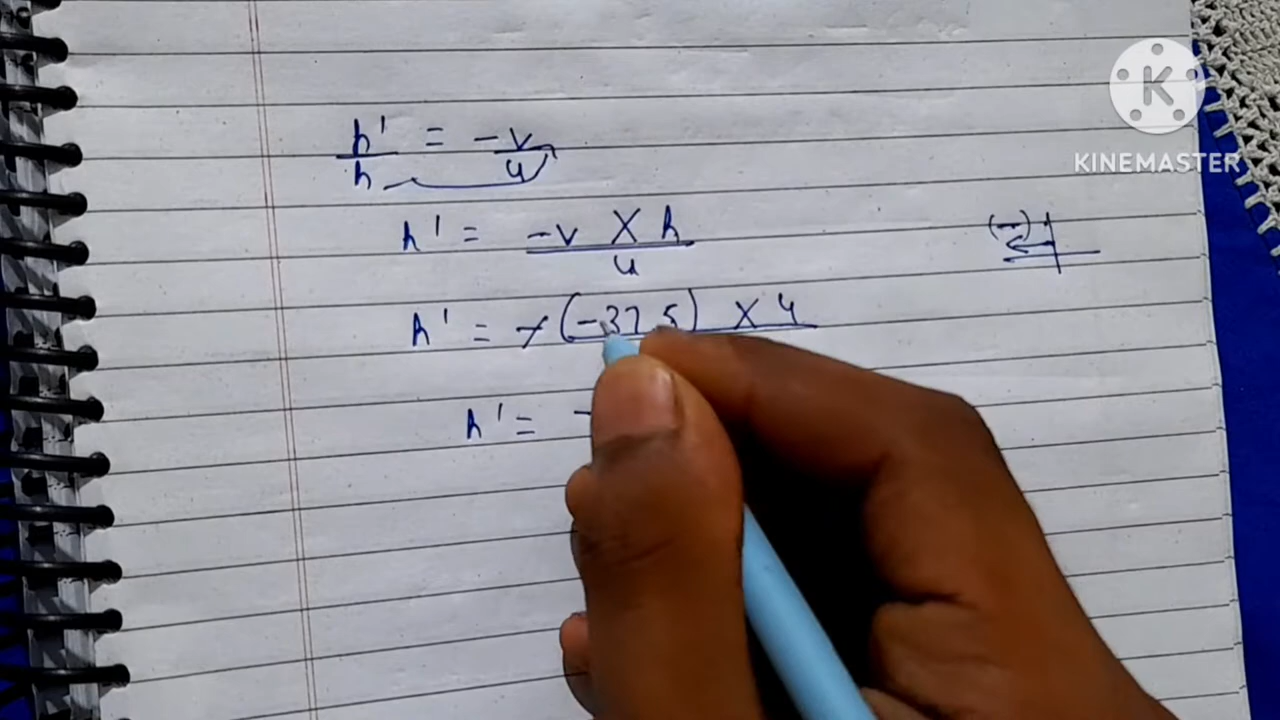 h' = -v
h u
h' = -v X h
u
(-)
h' = - (-37.5) X 4
h' = -
K
KINEMASTER